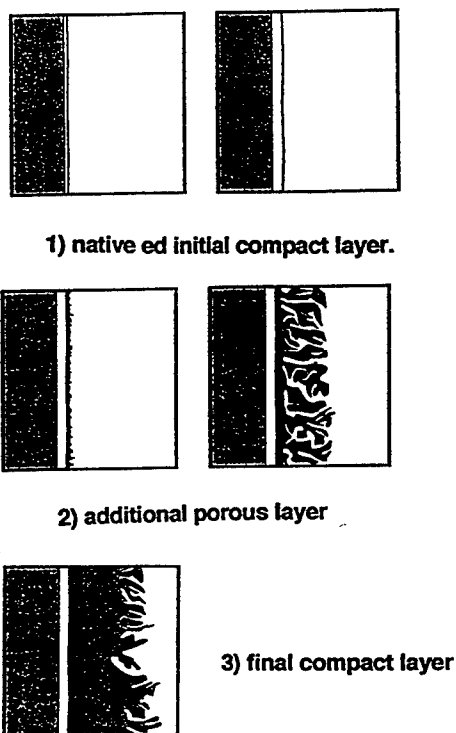 1) native ed initial compact layer.
2) additional porous layer
3) final compact layer